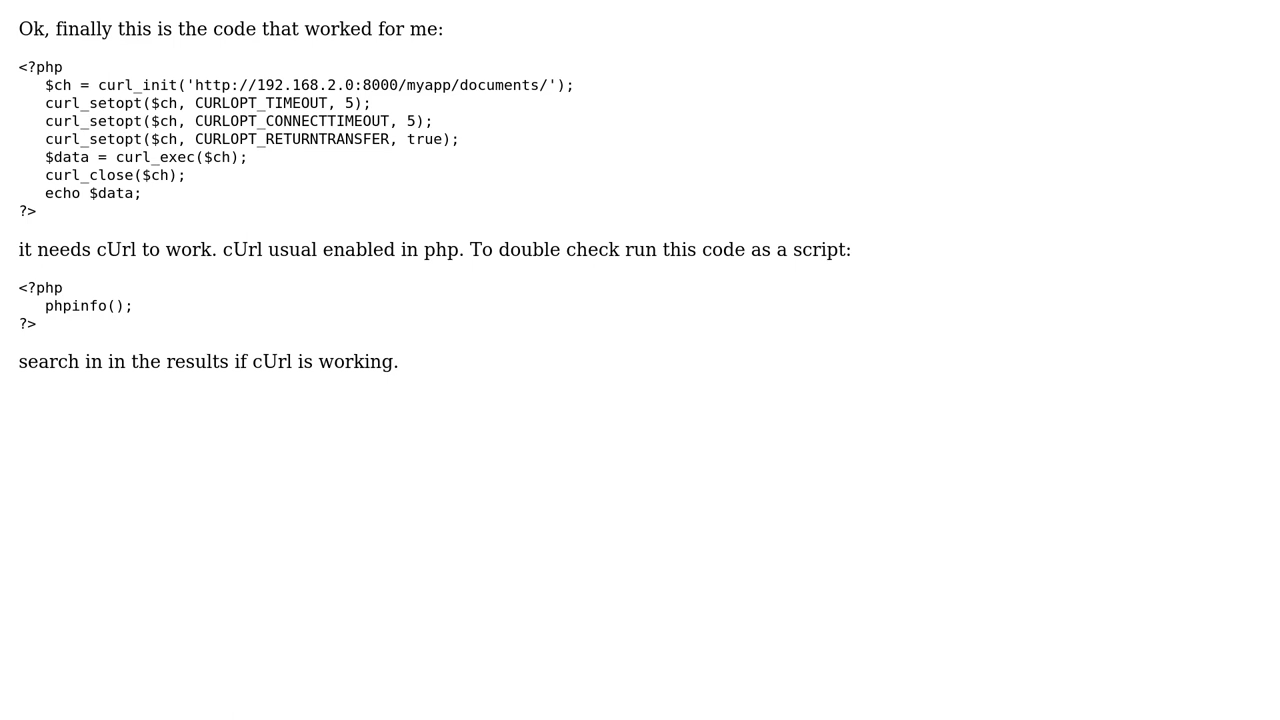 Ok, finally this is the code that worked for me:
<?php
   $ch = curl_init('http://192.168.2.0:8000/myapp/documents/');
   curl_setopt($ch, CURLOPT_TIMEOUT, 5);
   curl_setopt($ch, CURLOPT_CONNECTTIMEOUT, 5);
   curl_setopt($ch, CURLOPT_RETURNTRANSFER, true);
   $data = curl_exec($ch);
   curl_close($ch);
   echo $data;
?>
it needs cUrl to work. cUrl usual enabled in php. To double check run this code as a script:
<?php
   phpinfo();
?>
search in in the results if cUrl is working.